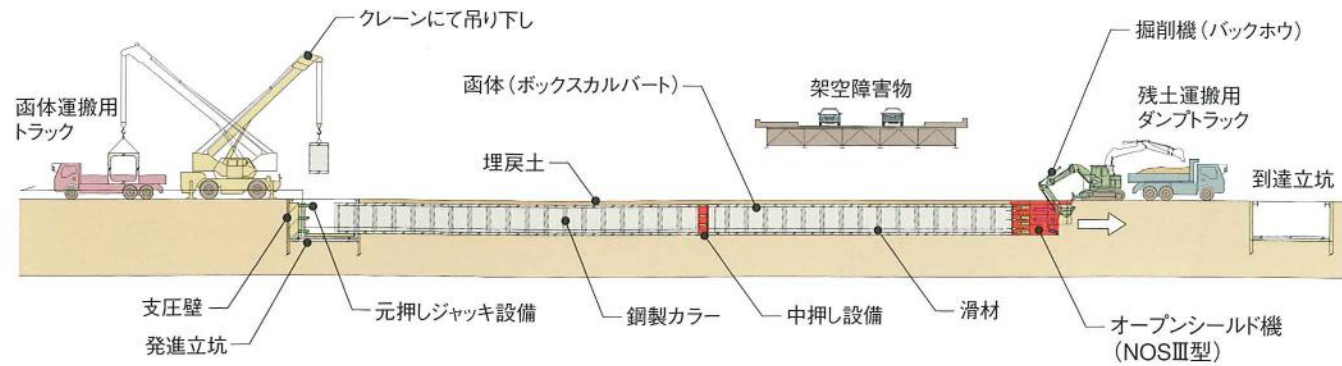 クレーンにて吊り下し
掘削機（バックホウ）
函体（ボックスカルバート）
架空障害物
函体運搬用
トラック
残土運搬用
ダンプトラック
埋戻土
到達立坑
支圧壁
元押しジャッキ設備
鋼製カラー
中押し設備
滑材
オープンシールド機
（NOSⅢ型）
発進立坑